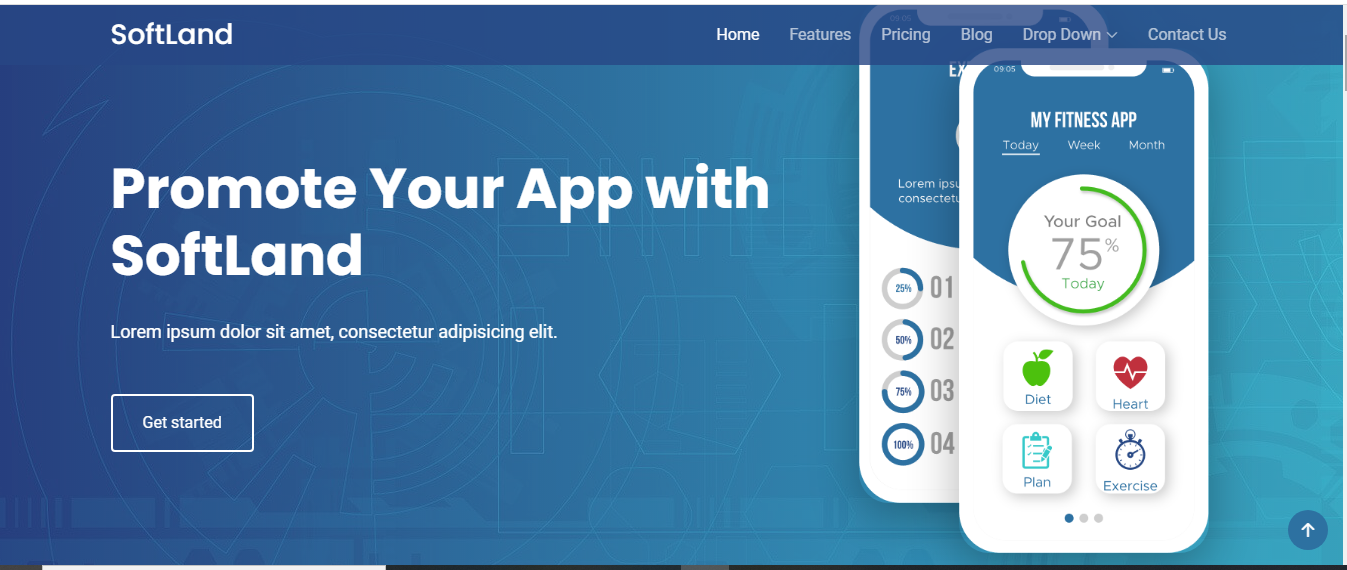 SoftLand
Home Features Pricing Blog Drop Down Contact Us
09:05
09:05
MY FITNESS APP
Today Week Month
Promote Your App with
SoftLand
Lorem ipsum dolor sit amet, consectetur adipisicing elit.
Get started
Lorem
consectetu
25% 01
50% 02
75% 03
100% 04
Your Goal
75%
Today
Diet Heart
Plan Exercise